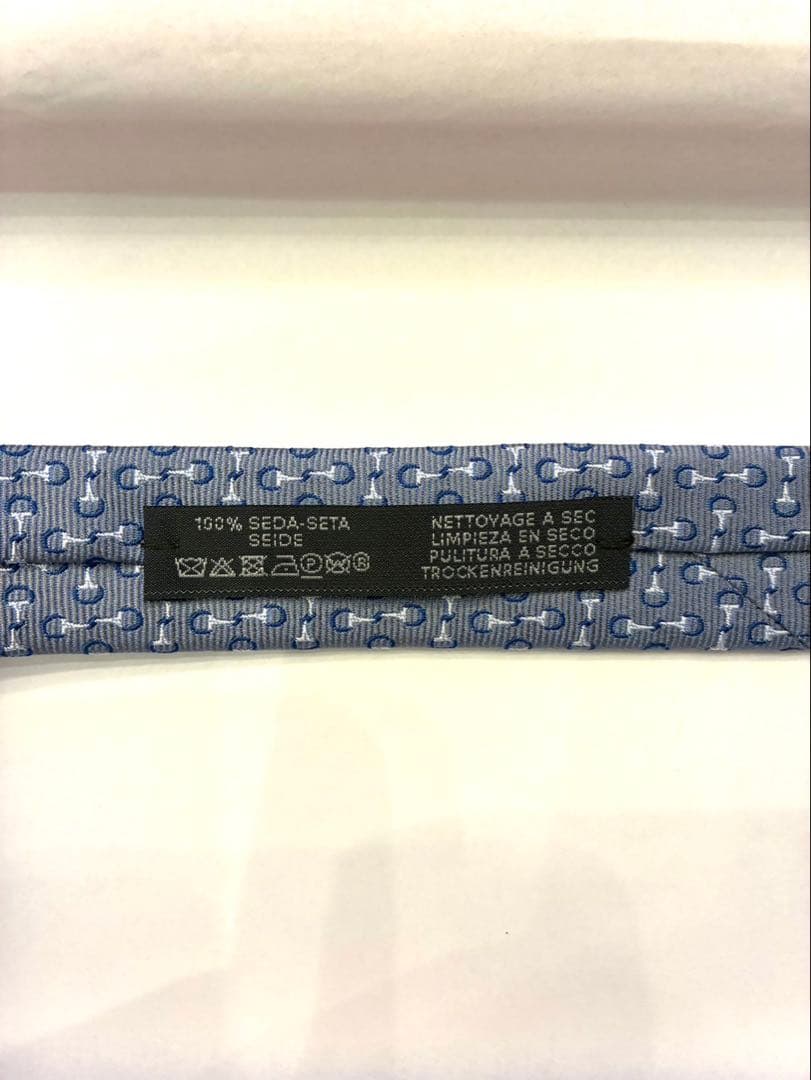 100% SEDA-SETA
SEIDE
NETTOYAGE A SEC
LIMPIEZA EN SECO
PULITURA A SECCO
TROCKENREINIGUNG